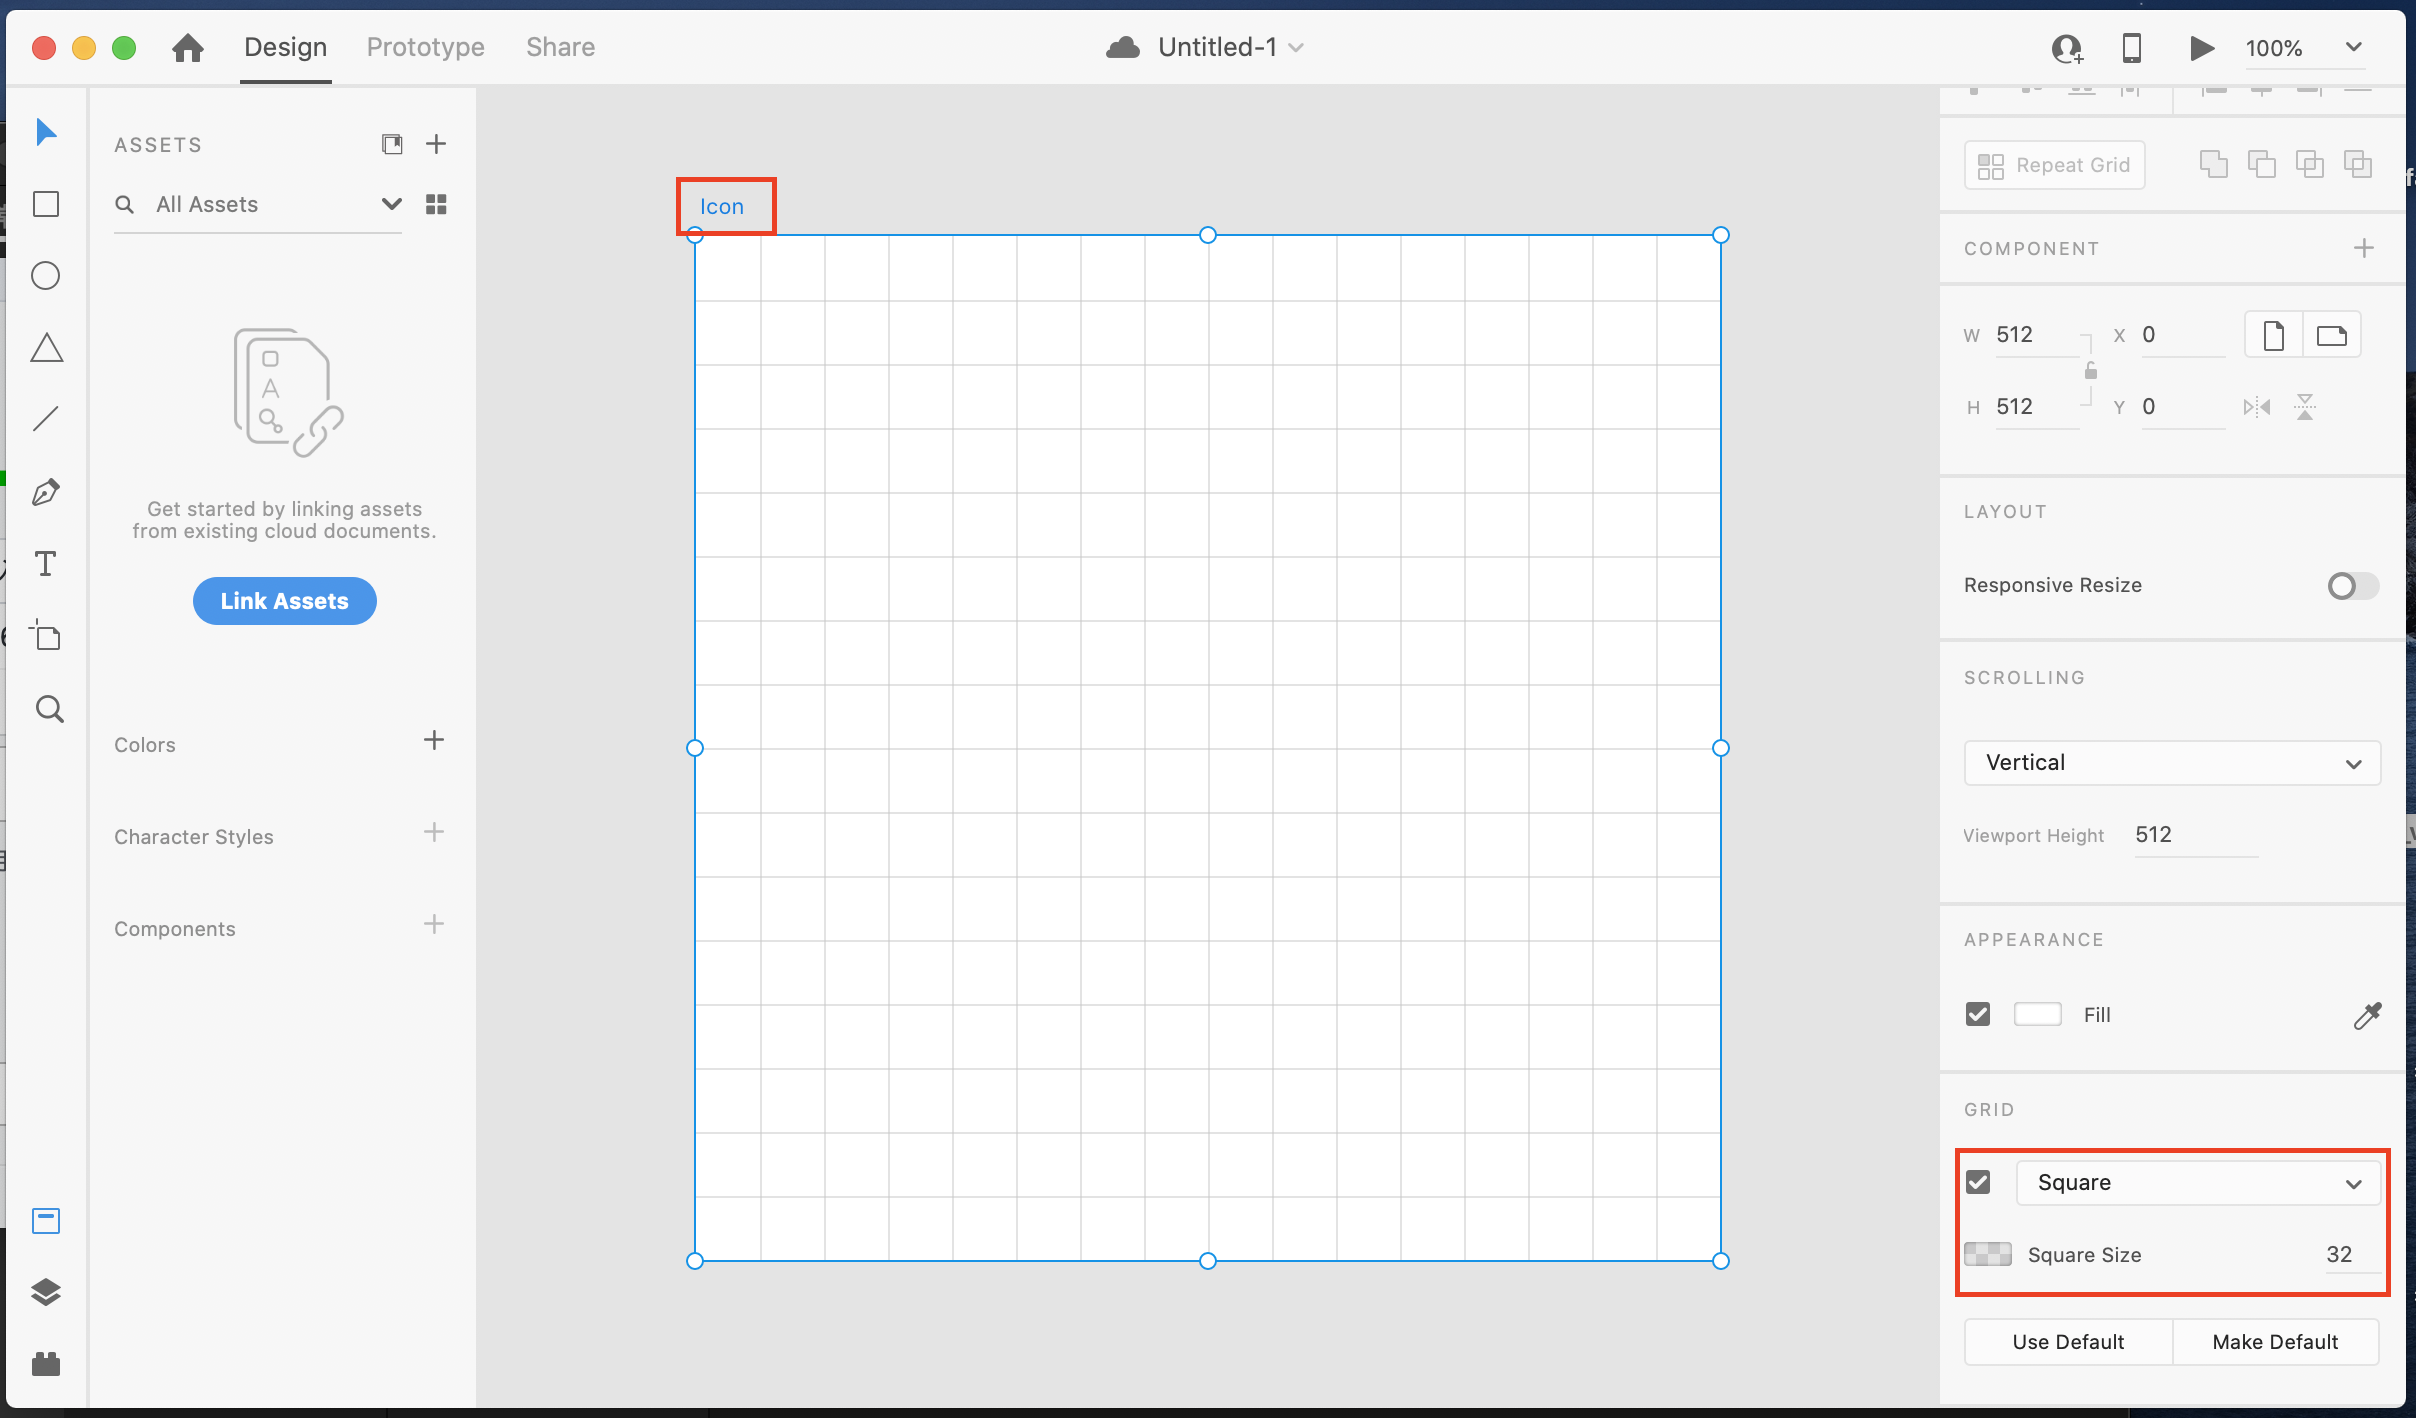 Design
Prototype
Share
Untitled-1
100%
ASSETS
All Assets
Get started by linking assets
from existing cloud documents.
Link Assets
Colors
Character Styles
Components
Icon
Repeat Grid
COMPONENT
W 512
X 0
H 512
Y 0
LAYOUT
Responsive Resize
SCROLLING
Vertical
Viewport Height 512
APPEARANCE
Fill
GRID
Square
Square Size 32
Use Default
Make Default